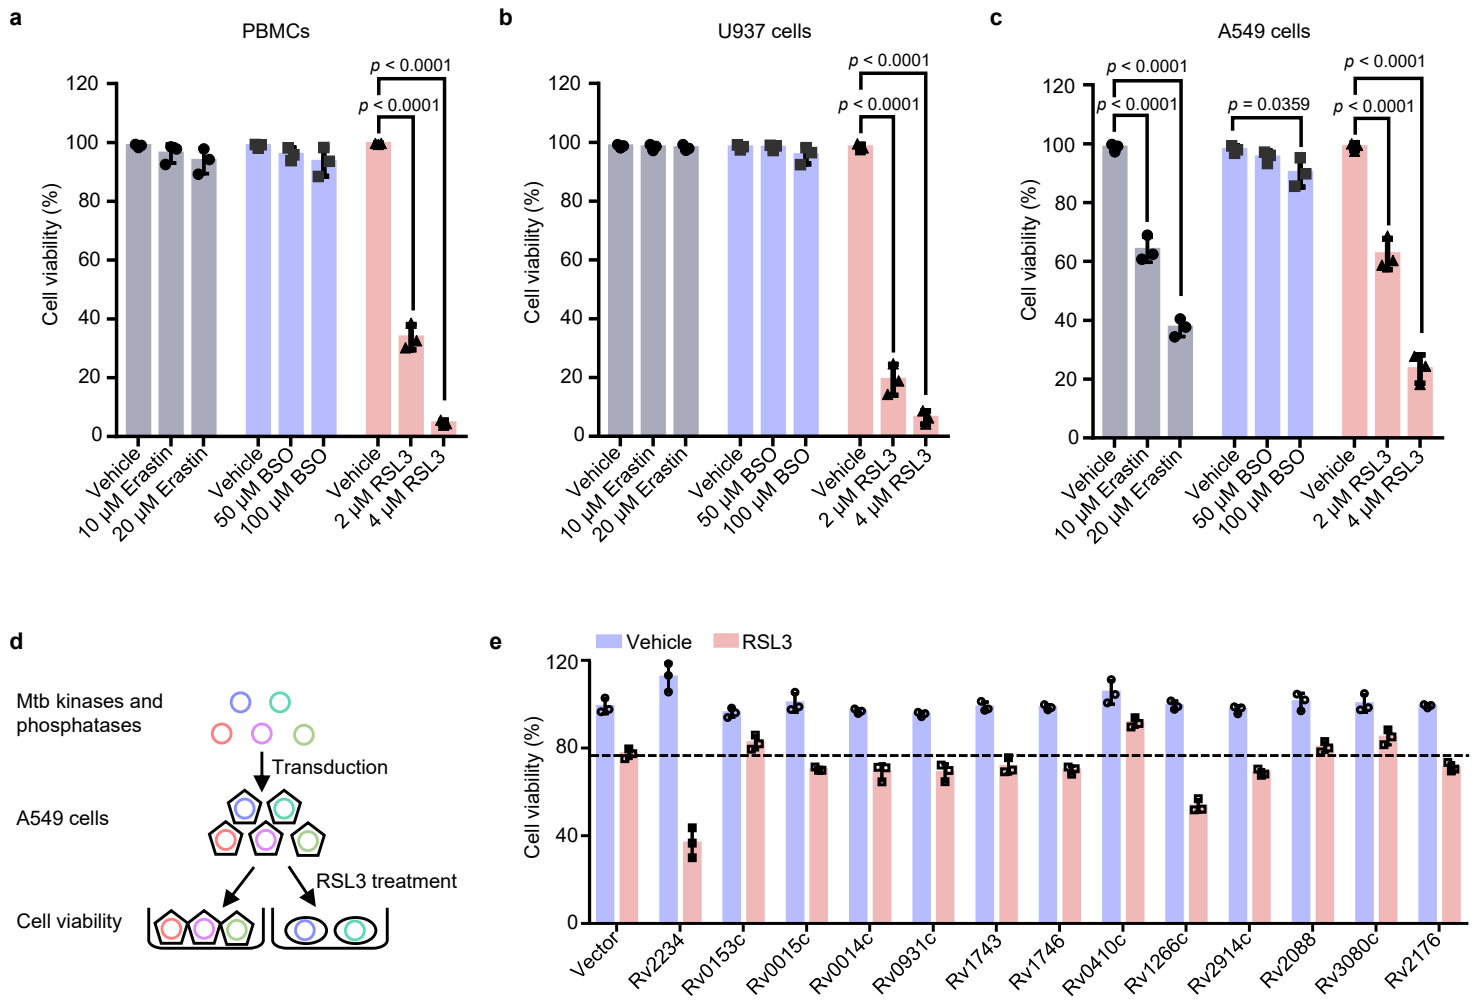 a
PBMCs
Cell viability (%)
120
100
80
60
40
20
0
p < 0.0001
p < 0.0001
Vehicle
10 µM Erastin
20 µM Erastin
Vehicle
50 µM BSO
100 µM BSO
Vehicle
2 µM RSL3
4 µM RSL3
b
U937 cells
Cell viability (%)
120
100
80
60
40
20
0
p < 0.0001
p < 0.0001
Vehicle
10 µM Erastin
20 µM Erastin
Vehicle
50 µM BSO
100 µM BSO
Vehicle
2 µM RSL3
4 µM RSL3
c
A549 cells
Cell viability (%)
120
100
80
60
40
20
0
p < 0.0001
p < 0.0001
p = 0.0359
p < 0.0001
p < 0.0001
Vehicle
10 µM Erastin
20 µM Erastin
Vehicle
50 µM BSO
100 µM BSO
Vehicle
2 µM RSL3
4 µM RSL3
d
Mtb kinases and
phosphatases
Transduction
A549 cells
RSL3 treatment
Cell viability
e
Vehicle
RSL3
Cell viability (%)
120
80
40
0
Vector
Rv2234
Rv0153c
Rv0015c
Rv0014c
Rv0931c
Rv1743
Rv1746
Rv0410c
Rv1266c
Rv2914c
Rv2088
Rv3080c
Rv2176